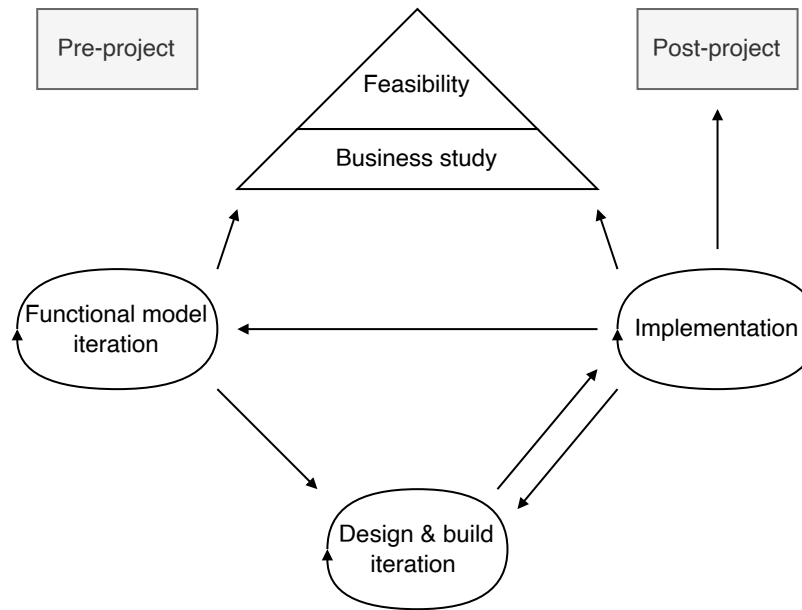 Pre-project
Post-project
Feasibility
Business study
Functional model
iteration
Implementation
Design & build
iteration